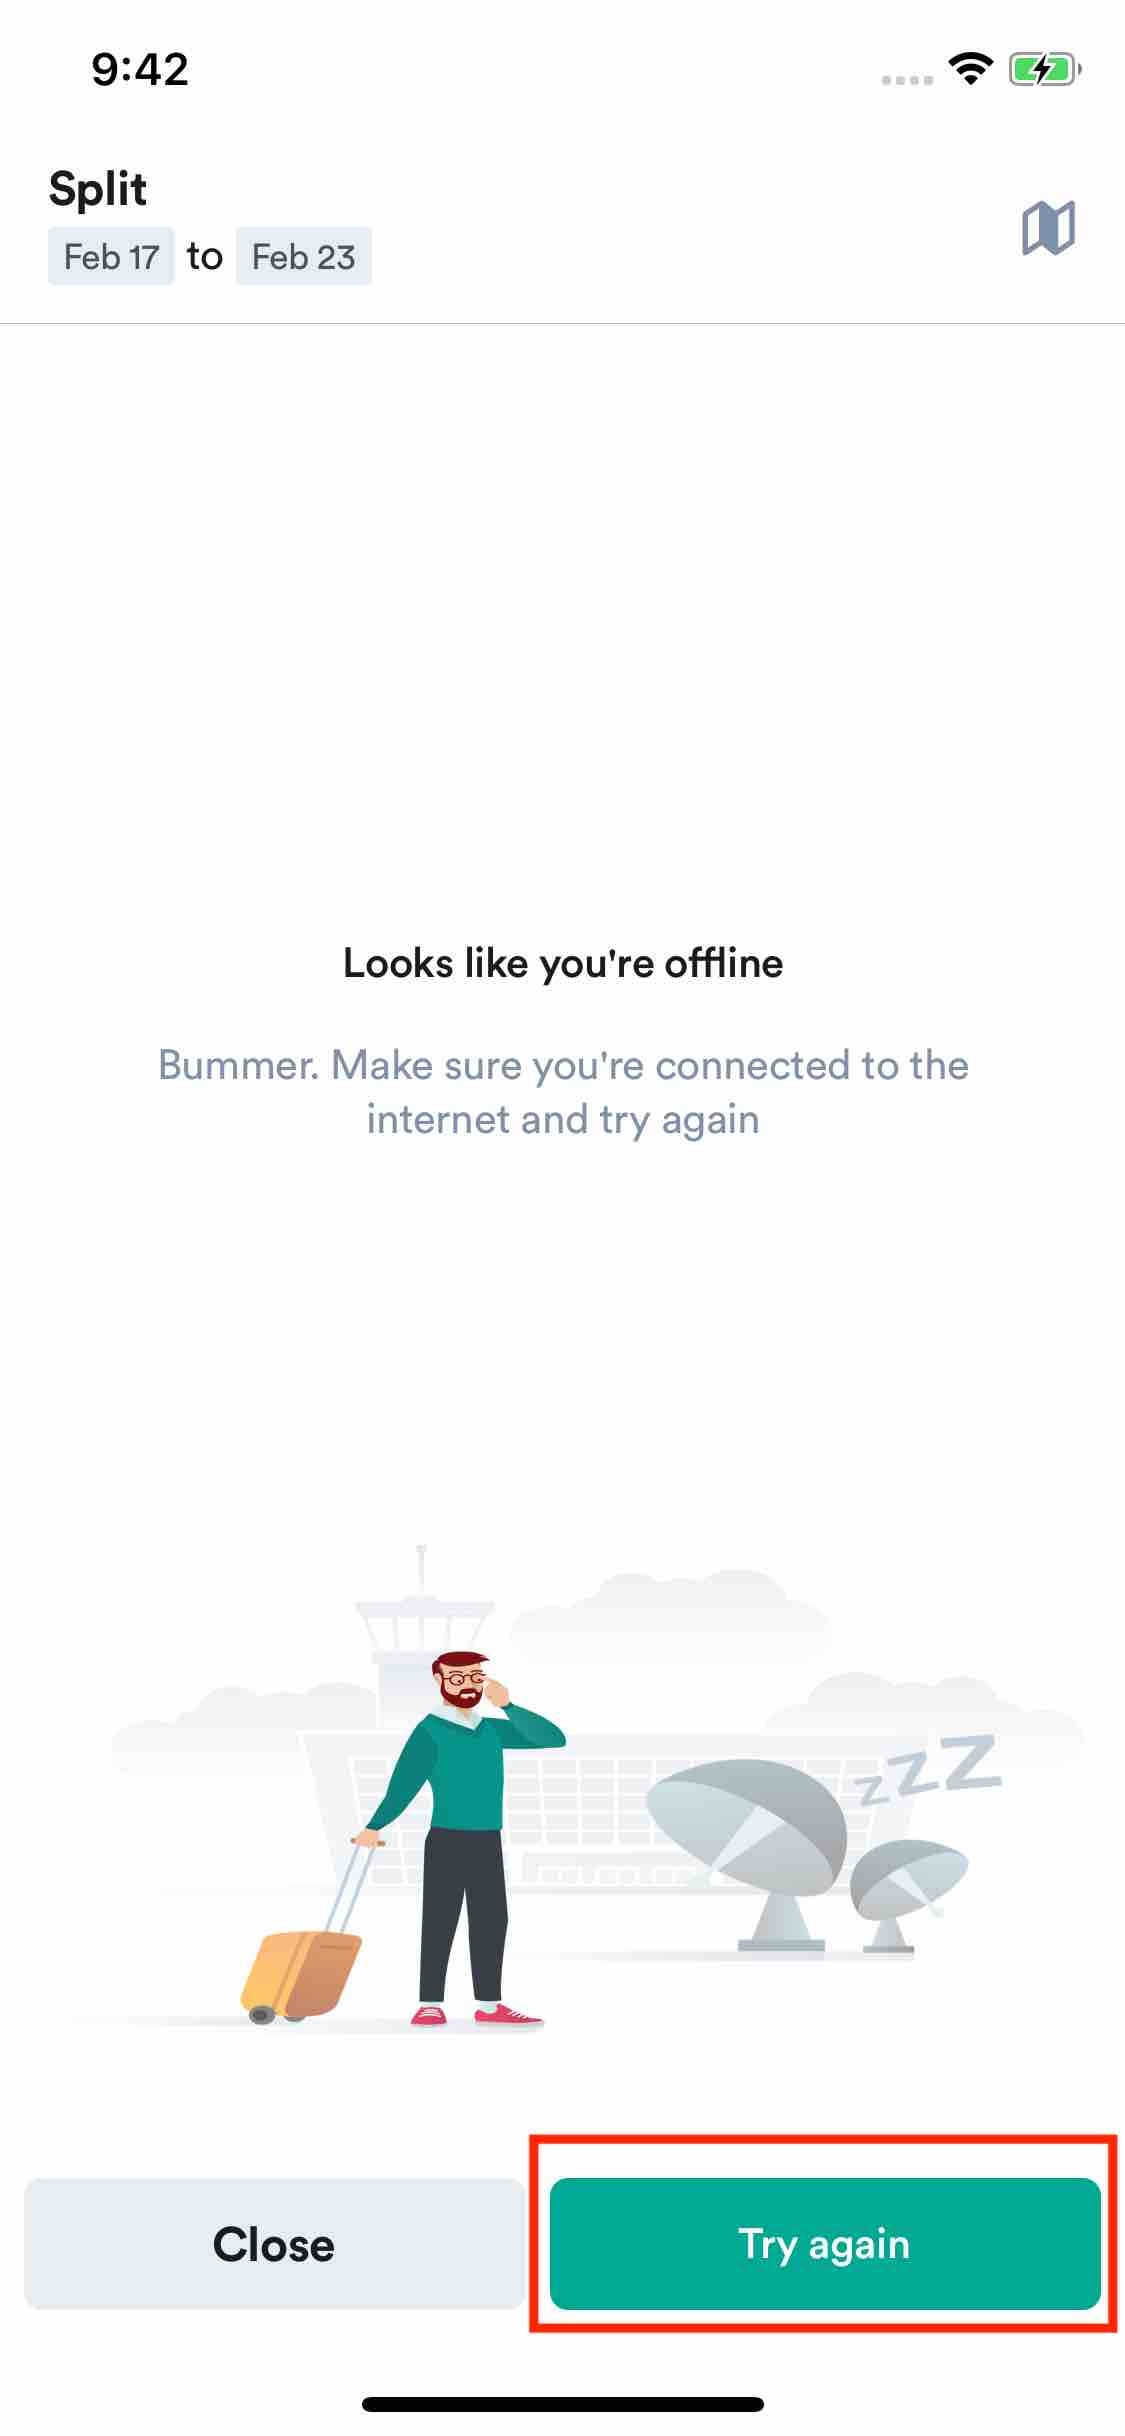 9:42
Split
Feb 17 to Feb 23
Looks like you're offline
Bummer. Make sure you're connected to the
internet and try again
zzZ
Close
Try again